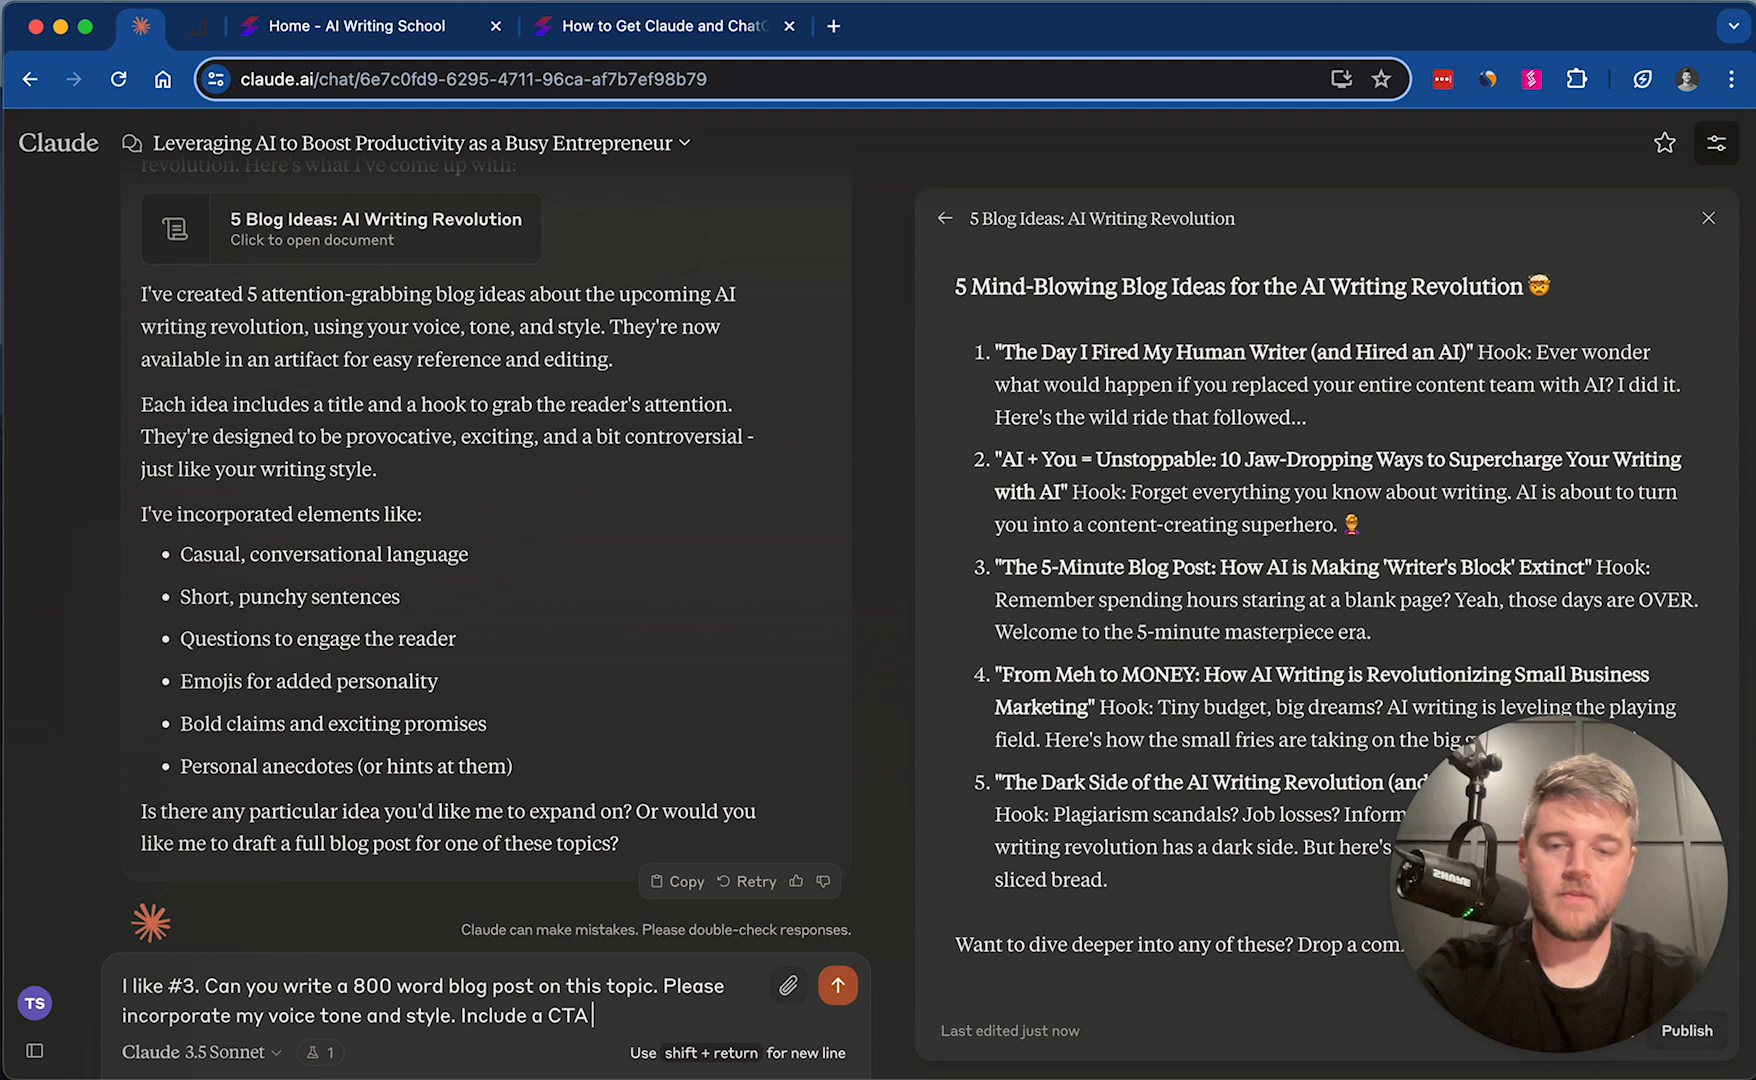 Home - AI Writing School
How to Get Claude and Chat
claude.ai/chat/6e7c0fd9-6295-4711-96ca-af7b7ef98b79
Claude
Leveraging AI to Boost Productivity as a Busy Entrepreneur
revolution. Here's what I've come up with:
5 Blog Ideas: AI Writing Revolution
Click to open document
I've created 5 attention-grabbing blog ideas about the upcoming AI
writing revolution, using your voice, tone, and style. They're now
available in an artifact for easy reference and editing.
Each idea includes a title and a hook to grab the reader's attention.
They're designed to be provocative, exciting, and a bit controversial -
just like your writing style.
I've incorporated elements like:
• Casual, conversational language
• Short, punchy sentences
• Questions to engage the reader
• Emojis for added personality
• Bold claims and exciting promises
• Personal anecdotes (or hints at them)
Is there any particular idea you'd like me to expand on? Or would you
like me to draft a full blog post for one of these topics?
Copy Retry
Claude can make mistakes. Please double-check responses.
I like #3. Can you write a 800 word blog post on this topic. Please
incorporate my voice tone and style. Include a CTA
TS
Claude 3.5 Sonnet 1
Use shift + return for new line
5 Blog Ideas: AI Writing Revolution
5 Mind-Blowing Blog Ideas for the AI Writing Revolution 🤯
1. "The Day I Fired My Human Writer (and Hired an AI)" Hook: Ever wonder
what would happen if you replaced your entire content team with AI? I did it.
Here's the wild ride that followed...
2. "AI + You = Unstoppable: 10 Jaw-Dropping Ways to Supercharge Your Writing
with AI" Hook: Forget everything you know about writing. AI is about to turn
you into a content-creating superhero.
3. "The 5-Minute Blog Post: How AI is Making 'Writer's Block' Extinct" Hook:
Remember spending hours staring at a blank page? Yeah, those days are OVER.
Welcome to the 5-minute masterpiece era.
4. "From Meh to MONEY: How AI Writing is Revolutionizing Small Business
Marketing" Hook: Tiny budget, big dreams? AI writing is leveling the playing
field. Here's how the small fries are taking on the big
5. "The Dark Side of the AI Writing Revolution (and
Hook: Plagiarism scandals? Job losses? Inform
writing revolution has a dark side. But here's
sliced bread.
Want to dive deeper into any of these? Drop a com
Last edited just now
Publish
SHURE